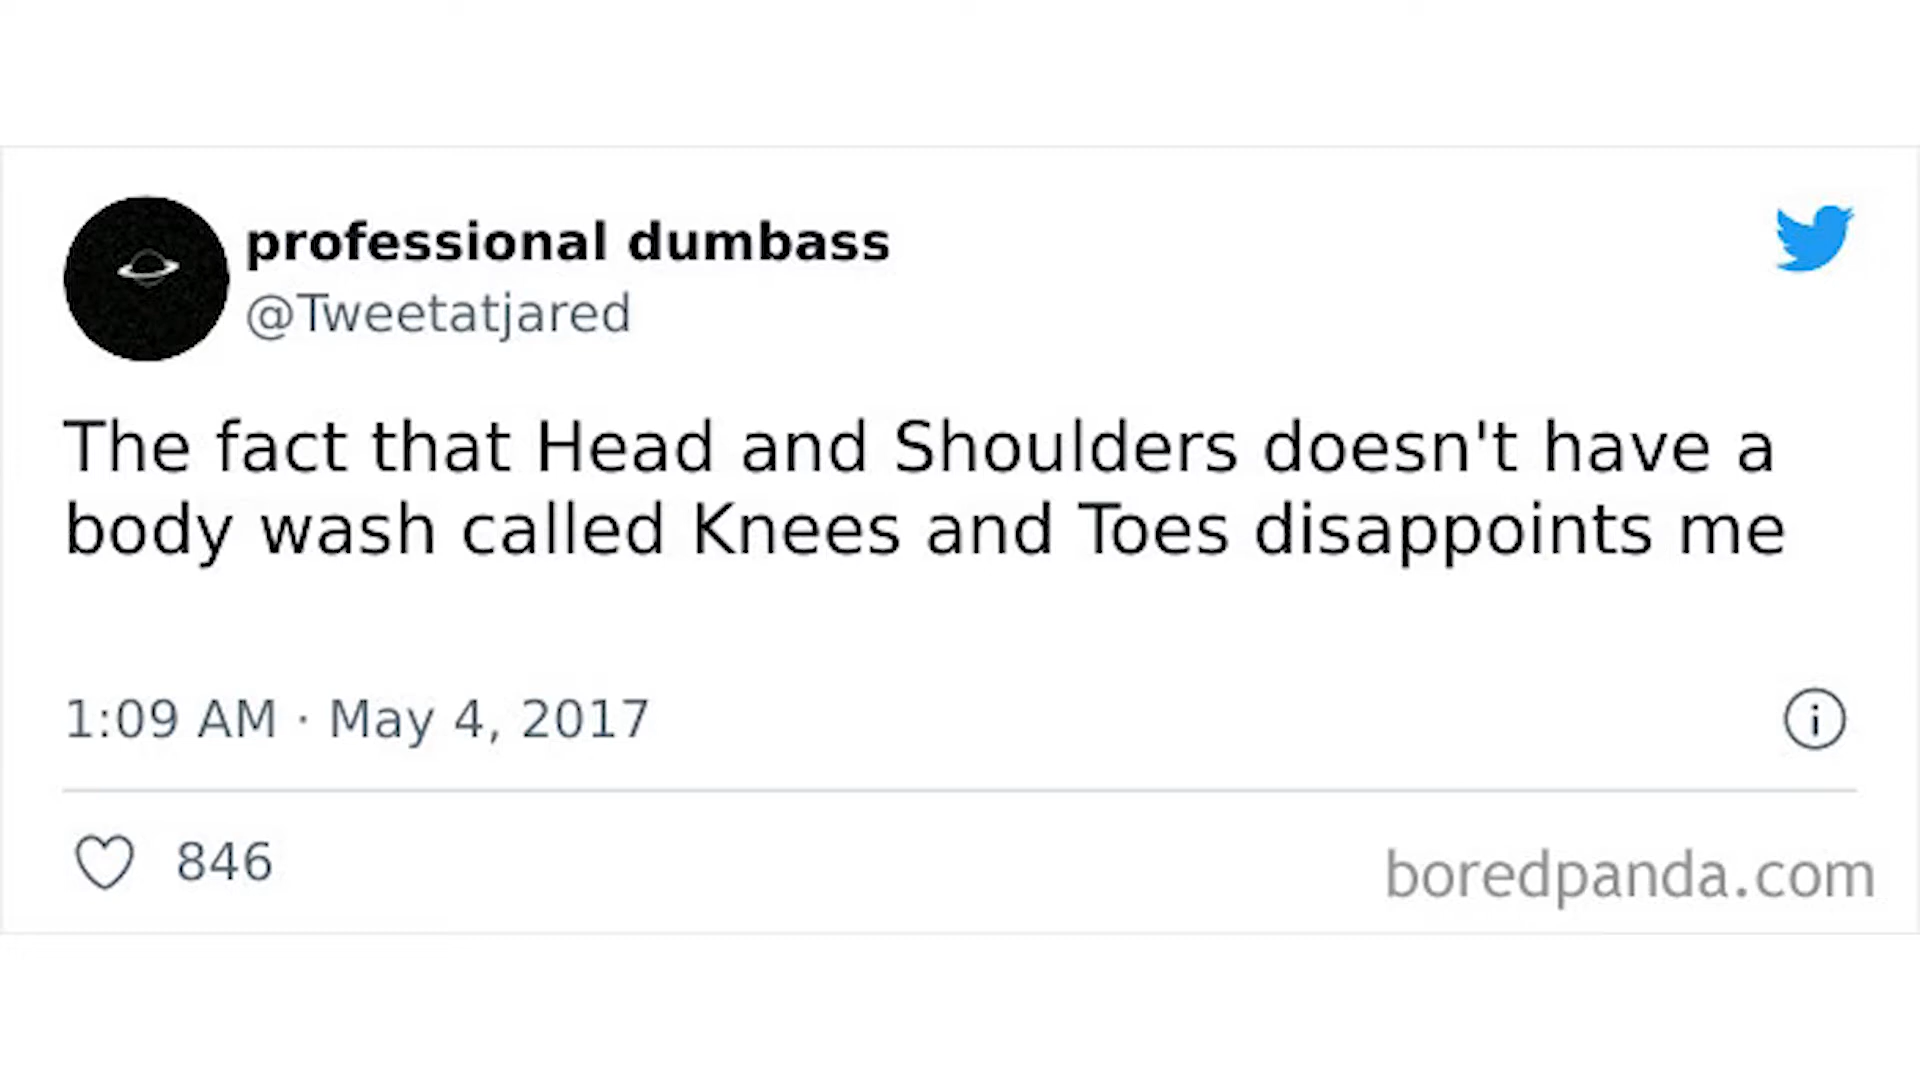 professional dumbass
@Tweetatjared
The fact that Head and Shoulders doesn't have a
body wash called Knees and Toes disappoints me
1:09 AM · May 4, 2017
846
boredpanda.com